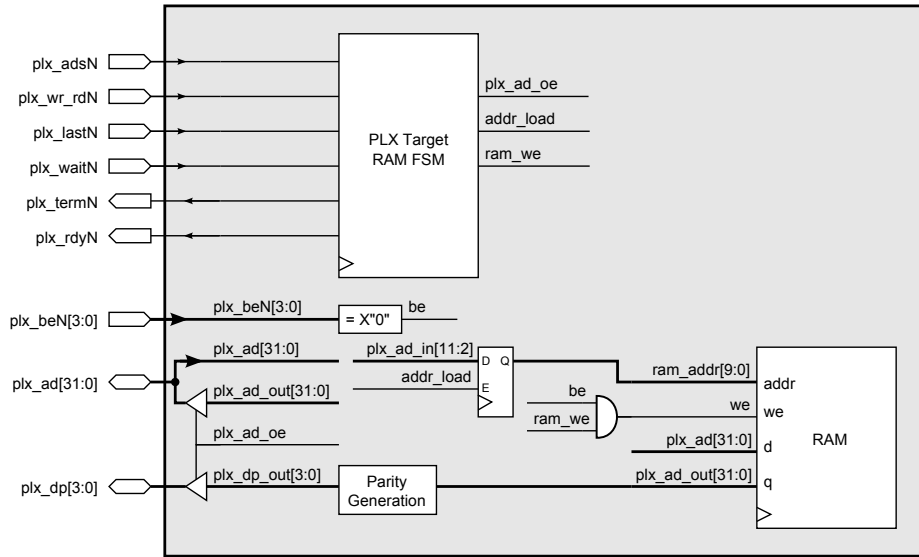 plx_adsN
plx_wr_rdN
plx_lastN
plx_waitN
plx_termN
plx_rdyN
PLX Target
RAM FSM
plx_ad_oe
addr_load
ram_we
plx_beN[3:0]
plx_beN[3:0]
= X"0"
be
plx_ad[31:0]
plx_ad[31:0]
plx_ad_out[31:0]
plx_ad_oe
plx_ad_in[11:2]
addr_load
D Q
E
ram_addr[9:0]
be
ram_we
we
plx_ad[31:0]
plx_ad_out[31:0]
addr
we
d
q
RAM
plx_dp[3:0]
plx_dp_out[3:0]
Parity
Generation